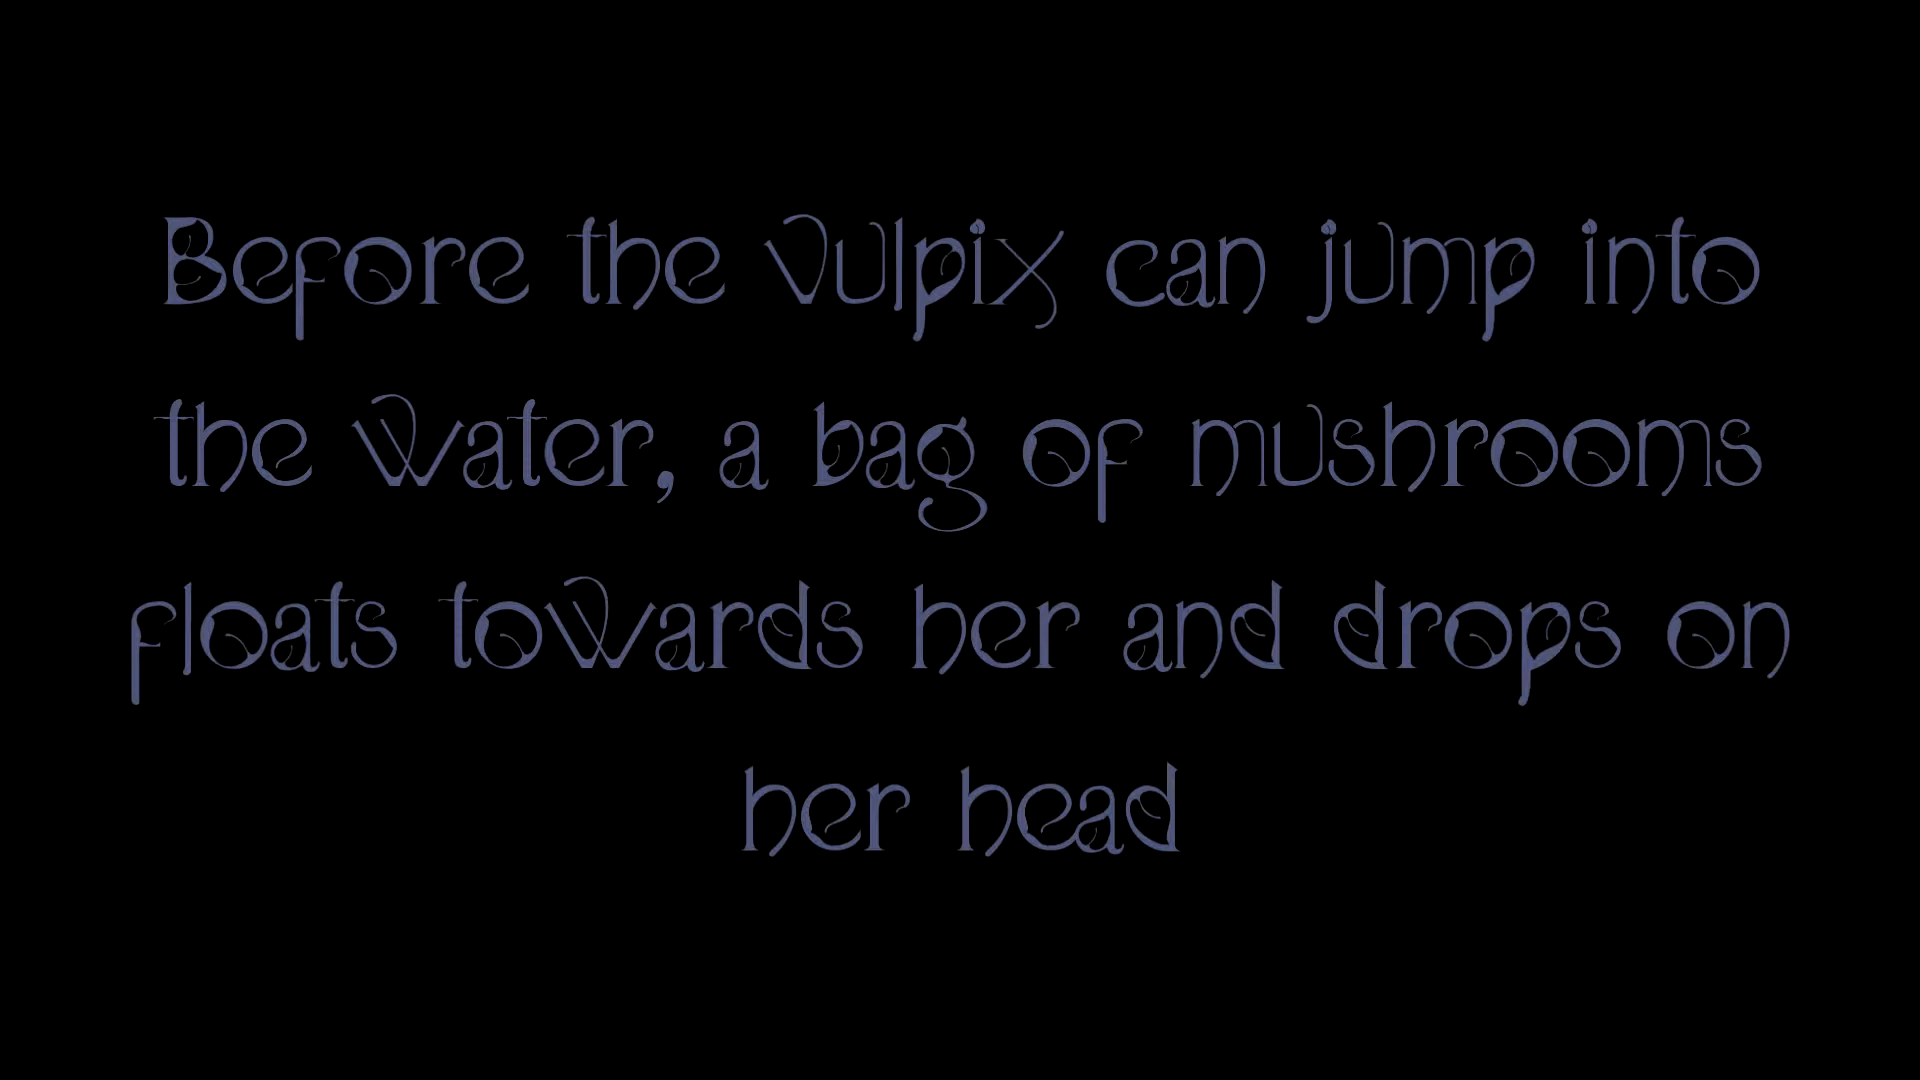 Before the Vulpix can jump into
the water, a bag of mushrooms
floats towards her and drops on
her head